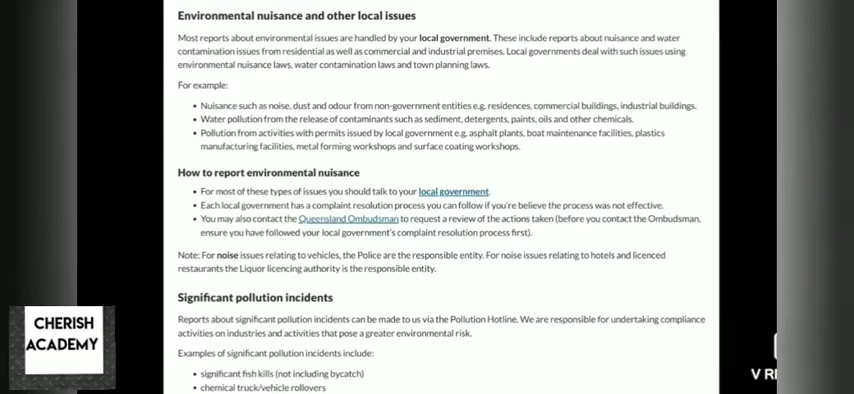 Environmental nuisance and other local issues
Most reports about environmental issues are handled by your local government. These include reports about nuisance and water
contamination issues from residential as well as commercial and industrial premises. Local governments deal with such issues using
environmental nuisance laws, water contamination laws and town planning laws.
For example:
• Nuisance such as noise, dust and odour from non-government entities e.g. residences, commercial buildings, industrial buildings.
• Water pollution from the release of contaminants such as sediment, detergents, paints, oils and other chemicals.
• Pollution from activities with permits issued by local government e.g. asphalt plants, boat maintenance facilities, plastics
manufacturing facilities, metal forming workshops and surface coating workshops.
How to report environmental nuisance
• For most of these types of issues you should talk to your local government.
• Each local government has a complaint resolution process you can follow if you're believe the process was not effective.
• You may also contact the Queensland Ombudsman to request a review of the actions taken (before you contact the Ombudsman,
ensure you have followed your local government's complaint resolution process first).
Note: For noise issues relating to vehicles, the Police are the responsible entity. For noise issues relating to hotels and licenced
restaurants the Liquor licencing authority is the responsible entity.
Significant pollution incidents
Reports about significant pollution incidents can be made to us via the Pollution Hotline. We are responsible for undertaking compliance
activities on industries and activities that pose a greater environmental risk.
Examples of significant pollution incidents include:
• significant fish kills (not including bycatch)
• chemical truck/vehicle rollovers
CHERISH
ACADEMY